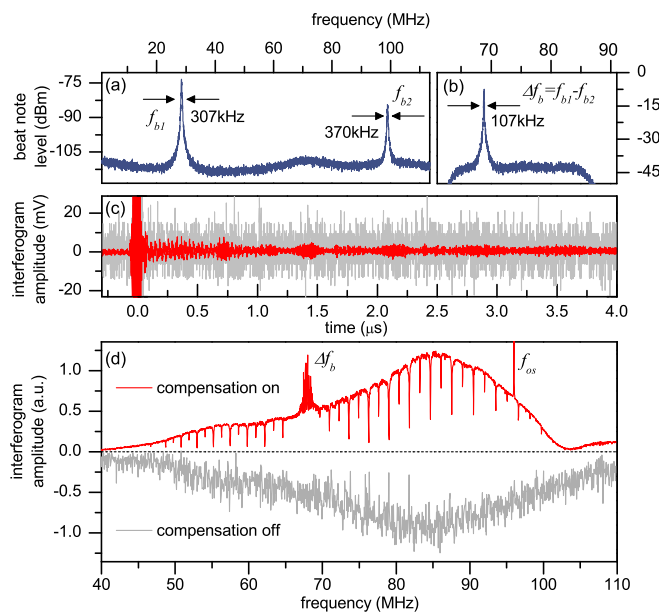 frequency (MHz)
20 40 60 80 100
70 80 90
(a)
(b)
-75
-90
-105
beat note
level (dBm)
f_b1
307kHz
f_b2
370kHz
Δf_b=f_b1-f_b2
107kHz
0
-15
-30
-45
(c)
20
0
-20
interferogram
amplitude (mV)
0.0 0.5 1.0 1.5 2.0 2.5 3.0 3.5 4.0
time (μs)
(d)
Δf_b
f_os
compensation on
1.0
0.5
0.0
-0.5
-1.0
interferogram
amplitude (a.u.)
compensation off
40 50 60 70 80 90 100 110
frequency (MHz)